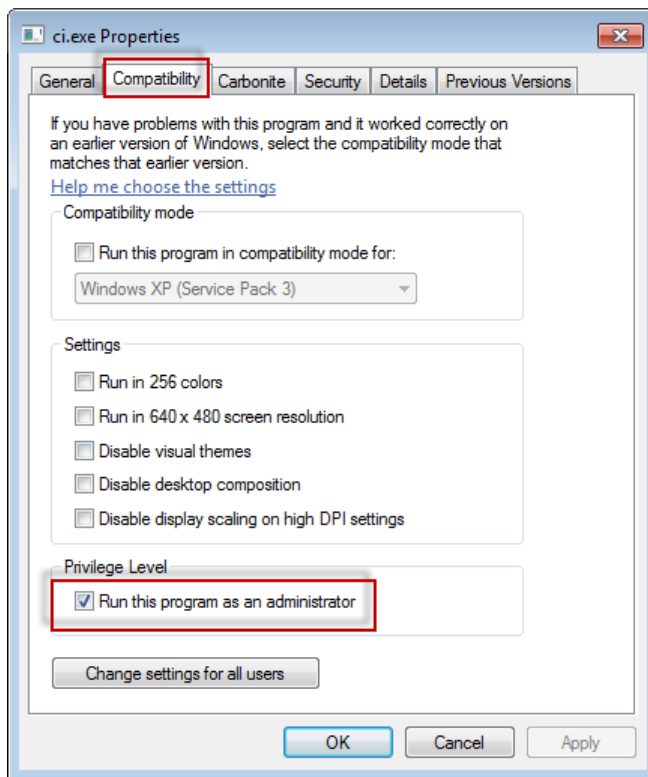 ci.exe Properties
General Compatibility Carbonite Security Details Previous Versions
If you have problems with this program and it worked correctly on
an earlier version of Windows, select the compatibility mode that
matches that earlier version.
Help me choose the settings
Compatibility mode
Run this program in compatibility mode for:
Windows XP (Service Pack 3)
Settings
Run in 256 colors
Run in 640 x 480 screen resolution
Disable visual themes
Disable desktop composition
Disable display scaling on high DPI settings
Privilege Level
Run this program as an administrator
Change settings for all users
OK Cancel Apply